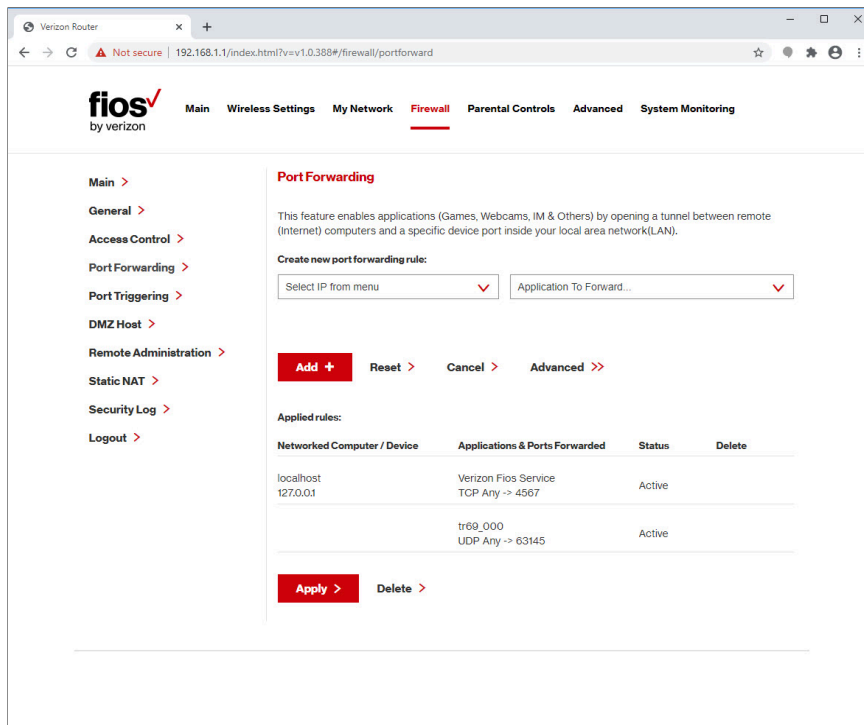 Verizon Router
Not secure | 192.168.1.1/index.html?v=v1.0.388#/firewall/portforward
fios
by verizon
Main Wireless Settings My Network Firewall Parental Controls Advanced System Monitoring
Main
General
Access Control
Port Forwarding
Port Triggering
DMZ Host
Remote Administration
Static NAT
Security Log
Logout
Port Forwarding
This feature enables applications (Games, Webcams, IM & Others) by opening a tunnel between remote
(Internet) computers and a specific device port inside your local area network(LAN).
Create new port forwarding rule:
Select IP from menu Application To Forward...
Add + Reset Cancel Advanced
Applied rules:
Networked Computer / Device Applications & Ports Forwarded Status Delete
localhost Verizon Fios Service
127.0.0.1 TCP Any -> 4567 Active
tr69_000
UDP Any -> 63145 Active
Apply Delete